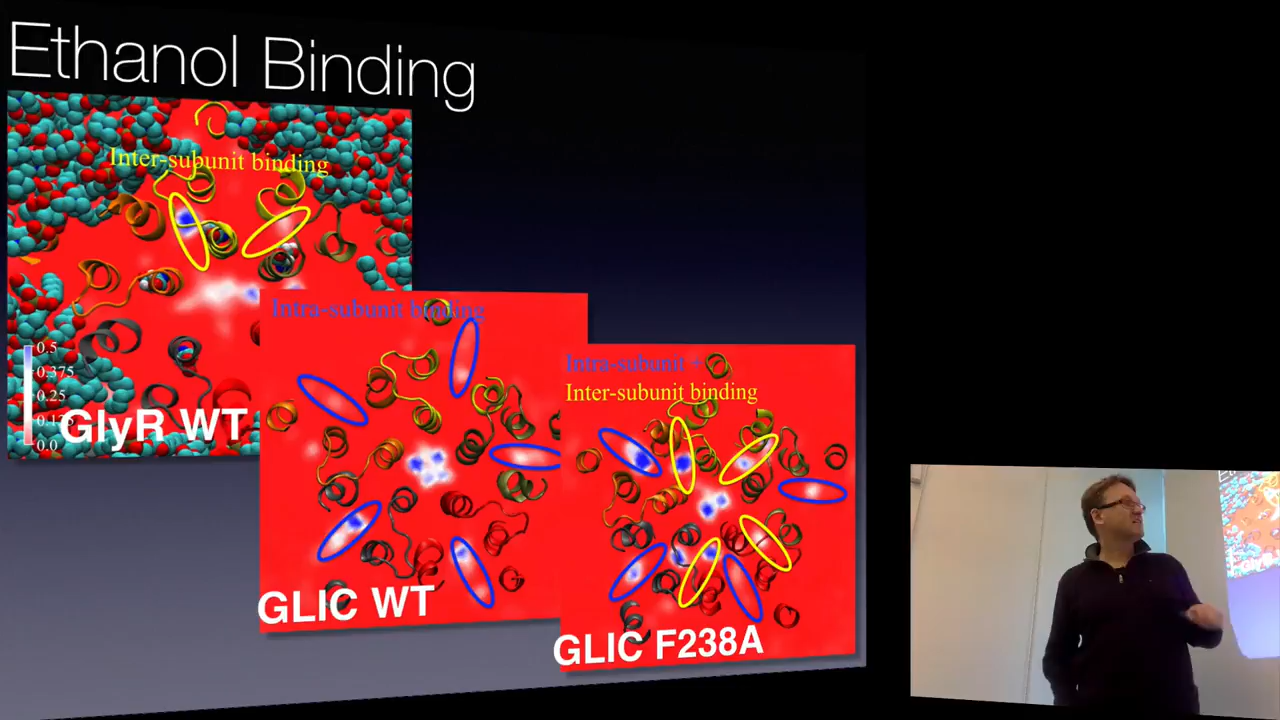 Ethanol Binding
Inter-subunit binding
0.5
0.375
0.25
0.0
GlyR WT
Intra-subunit binding
GLIC WT
Intra-subunit +
Inter-subunit binding
GLIC F238A